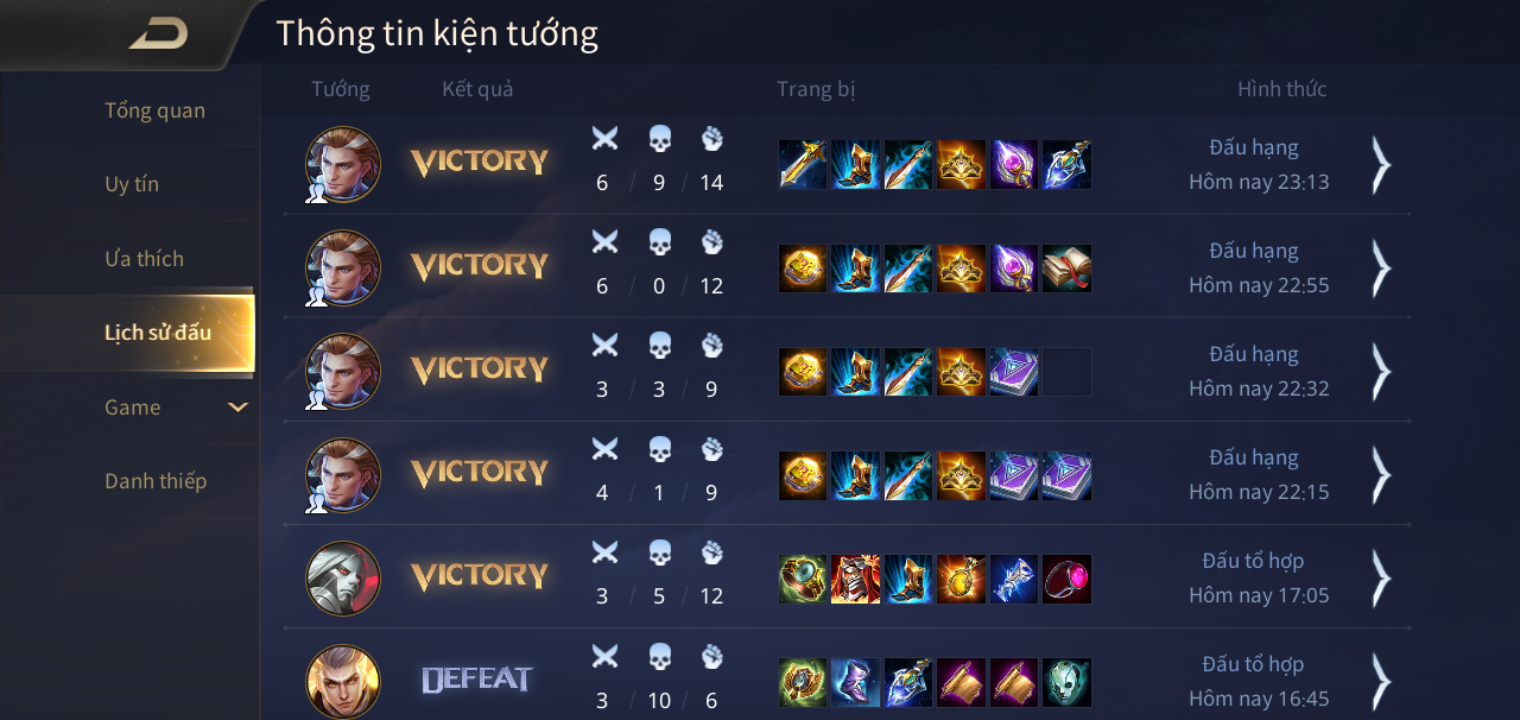 Thông tin kiện tướng
Tổng quan
Uy tín
Ưa thích
Lịch sử đấu
Game
Danh thiếp
Tướng Kết quả Trang bị Hình thức
VICTORY
6 / 9 / 14
Đấu hạng
Hôm nay 23:13
VICTORY
6 / 0 / 12
Đấu hạng
Hôm nay 22:55
VICTORY
3 / 3 / 9
Đấu hạng
Hôm nay 22:32
VICTORY
4 / 1 / 9
Đấu hạng
Hôm nay 22:15
VICTORY
3 / 5 / 12
Đấu tổ hợp
Hôm nay 17:05
DEFEAT
3 / 10 / 6
Đấu tổ hợp
Hôm nay 16:45